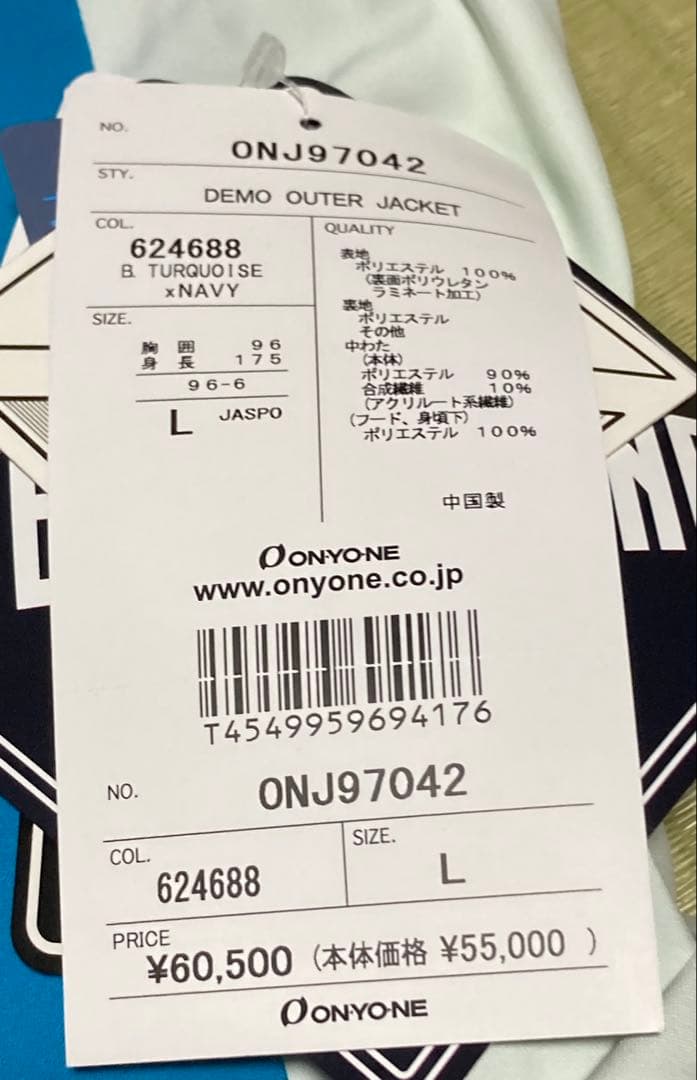 NO.
ONJ97042
STY.
DEMO OUTER JACKET
COL.
624688
B. TURQUOISE
xNAVY
SIZE.
胸囲 96
身長 175
96-6
L JASPO
QUALITY
表地
ポリエステル 100%
(裏面ポリウレタン
ラミネート加工)
裏地
ポリエステル
その他
中わた
(本体)
ポリエステル 90%
合成繊維 10%
(アクリルート系繊維)
(フード、身頃下)
ポリエステル 100%
中国製
ON・YO・NE
www.onyone.co.jp
T4549959694176
NO.
ONJ97042
COL.
624688
SIZE.
L
PRICE
¥60,500 (本体価格 ¥55,000 )
ON・YO・NE